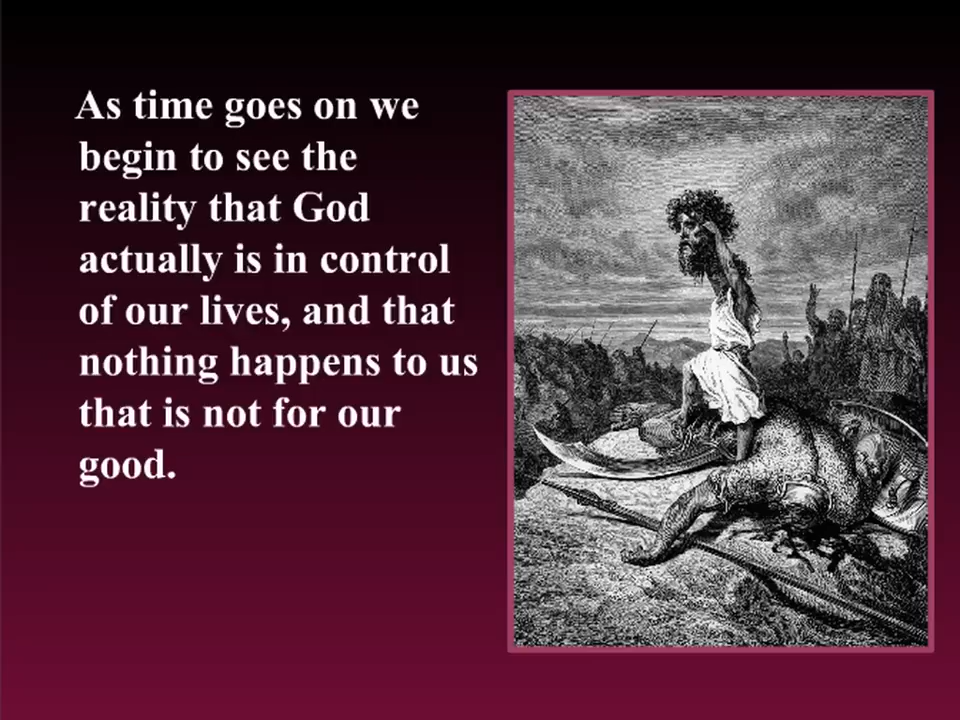 As time goes on we
begin to see the
reality that God
actually is in control
of our lives, and that
nothing happens to us
that is not for our
good.